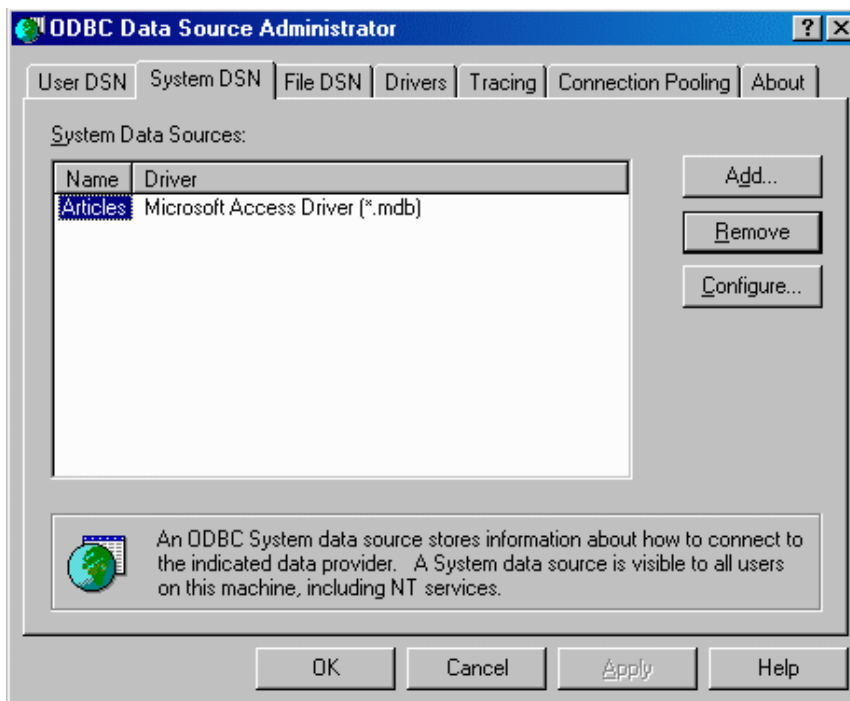 ODBC Data Source Administrator
User DSN System DSN File DSN Drivers Tracing Connection Pooling About
System Data Sources:
Name Driver
Articles Microsoft Access Driver (*.mdb)
Add...
Remove
Configure...
An ODBC System data source stores information about how to connect to
the indicated data provider. A System data source is visible to all users
on this machine, including NT services.
OK Cancel Apply Help